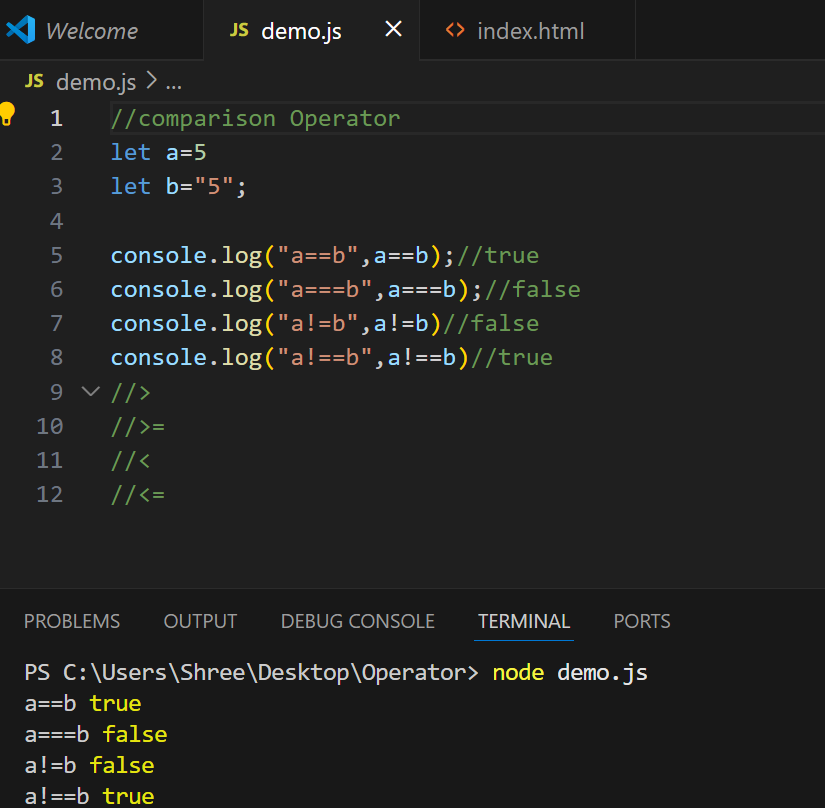 Welcome
JS demo.js
<> index.html
JS demo.js > ...
1 //comparison Operator
2 let a=5
3 let b="5";
4
5 console.log("a==b",a==b);//true
6 console.log("a===b",a===b);//false
7 console.log("a!=b",a!=b)//false
8 console.log("a!==b",a!==b)//true
9 //>
10 //>=
11 //<
12 //<=
PROBLEMS OUTPUT DEBUG CONSOLE TERMINAL PORTS
PS C:\Users\Shree\Desktop\Operator> node demo.js
a==b true
a===b false
a!=b false
a!==b true